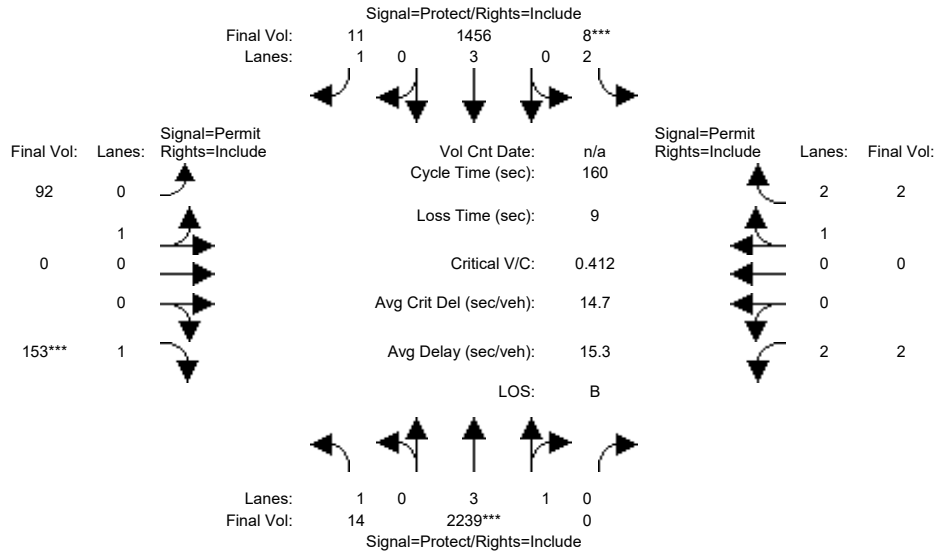 Signal=Protect/Rights=Include
Final Vol: 11 1456 8***
Lanes: 1 0 3 0 2
Signal=Permit
Final Vol: Lanes: Rights=Include
Vol Cnt Date: n/a
Signal=Permit
Rights=Include Lanes: Final Vol:
Cycle Time (sec): 160
92 0
2 2
Loss Time (sec): 9
1
1
0 0
Critical V/C: 0.412
0 0
0
Avg Crit Del (sec/veh): 14.7
0
153*** 1
Avg Delay (sec/veh): 15.3
2 2
LOS: B
Lanes: 1 0 3 1 0
Final Vol: 14 2239*** 0
Signal=Protect/Rights=Include